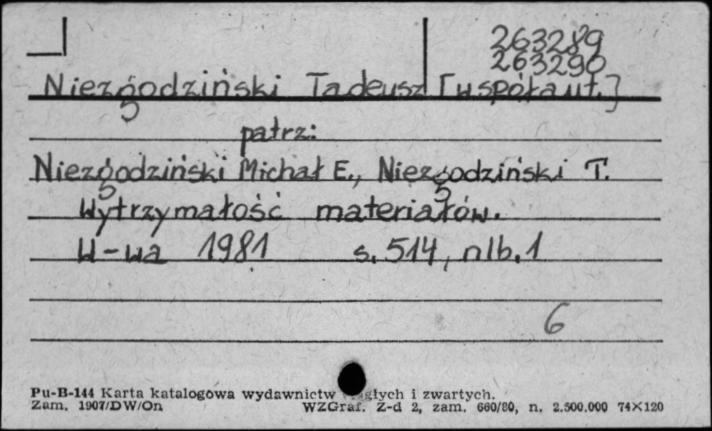 263289
263290
Niezgodziński Tadeusz [współaut.]
patrz:
Niezgodziński Michał E., Niezgodziński T.
Wytrzymałość materiałów.
W-wa 1981 s. 514, nlb. 1
6
Pu-B-144 Karta katalogowa wydawnictw ciągłych i zwartych.
Zam. 1907/DW/On WZGraf. Z-d 2, zam. 660/80, n. 2.500.000 74×120